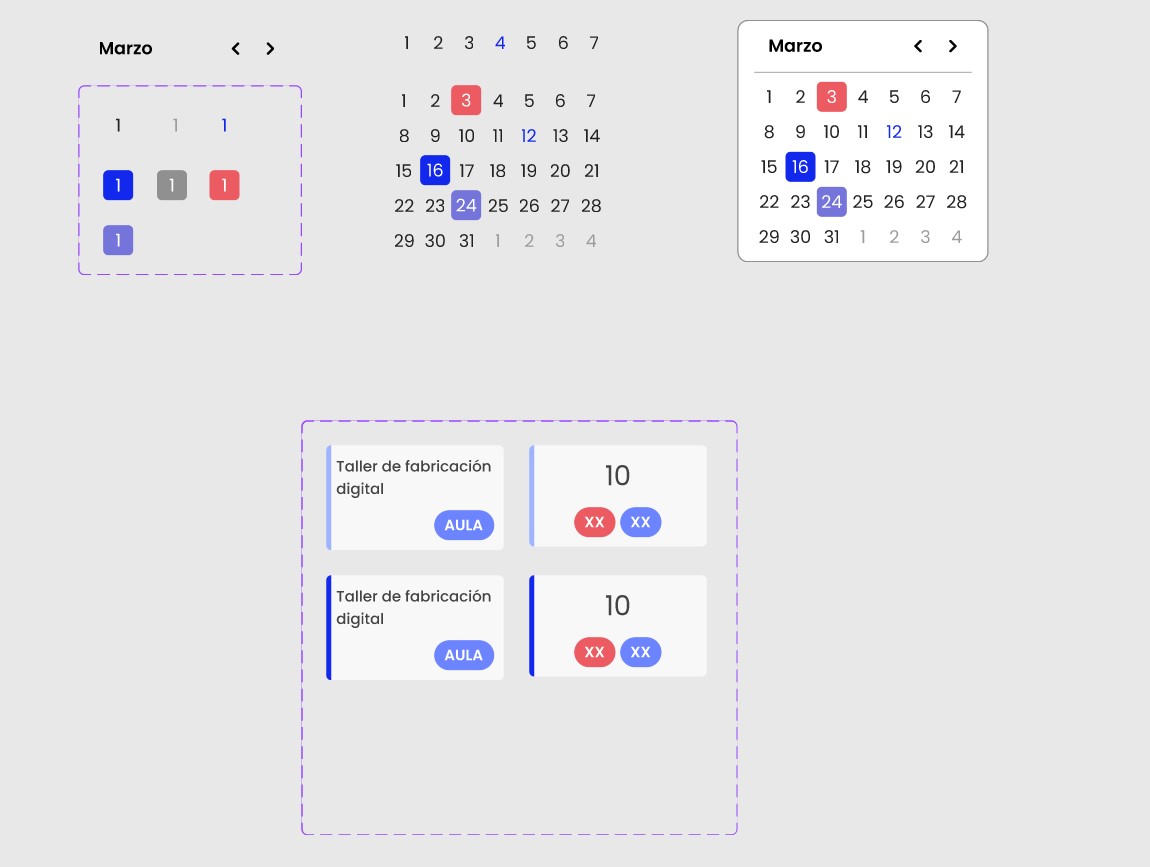 Marzo
1 1 1
1 1 1
1
1 2 3 4 5 6 7
1 2 3 4 5 6 7
8 9 10 11 12 13 14
15 16 17 18 19 20 21
22 23 24 25 26 27 28
29 30 31 1 2 3 4
Marzo
1 2 3 4 5 6 7
8 9 10 11 12 13 14
15 16 17 18 19 20 21
22 23 24 25 26 27 28
29 30 31 1 2 3 4
Taller de fabricación
digital
AULA
10
XX XX
Taller de fabricación
digital
AULA
10
XX XX